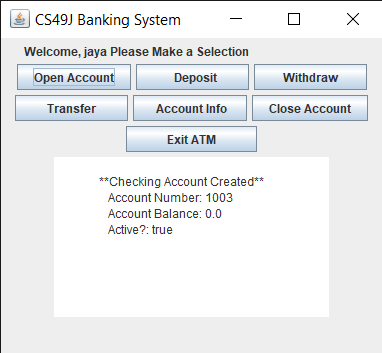 CS49J Banking System
Welcome, jaya Please Make a Selection
Open Account Deposit Withdraw
Transfer Account Info Close Account
Exit ATM
**Checking Account Created**
Account Number: 1003
Account Balance: 0.0
Active?: true